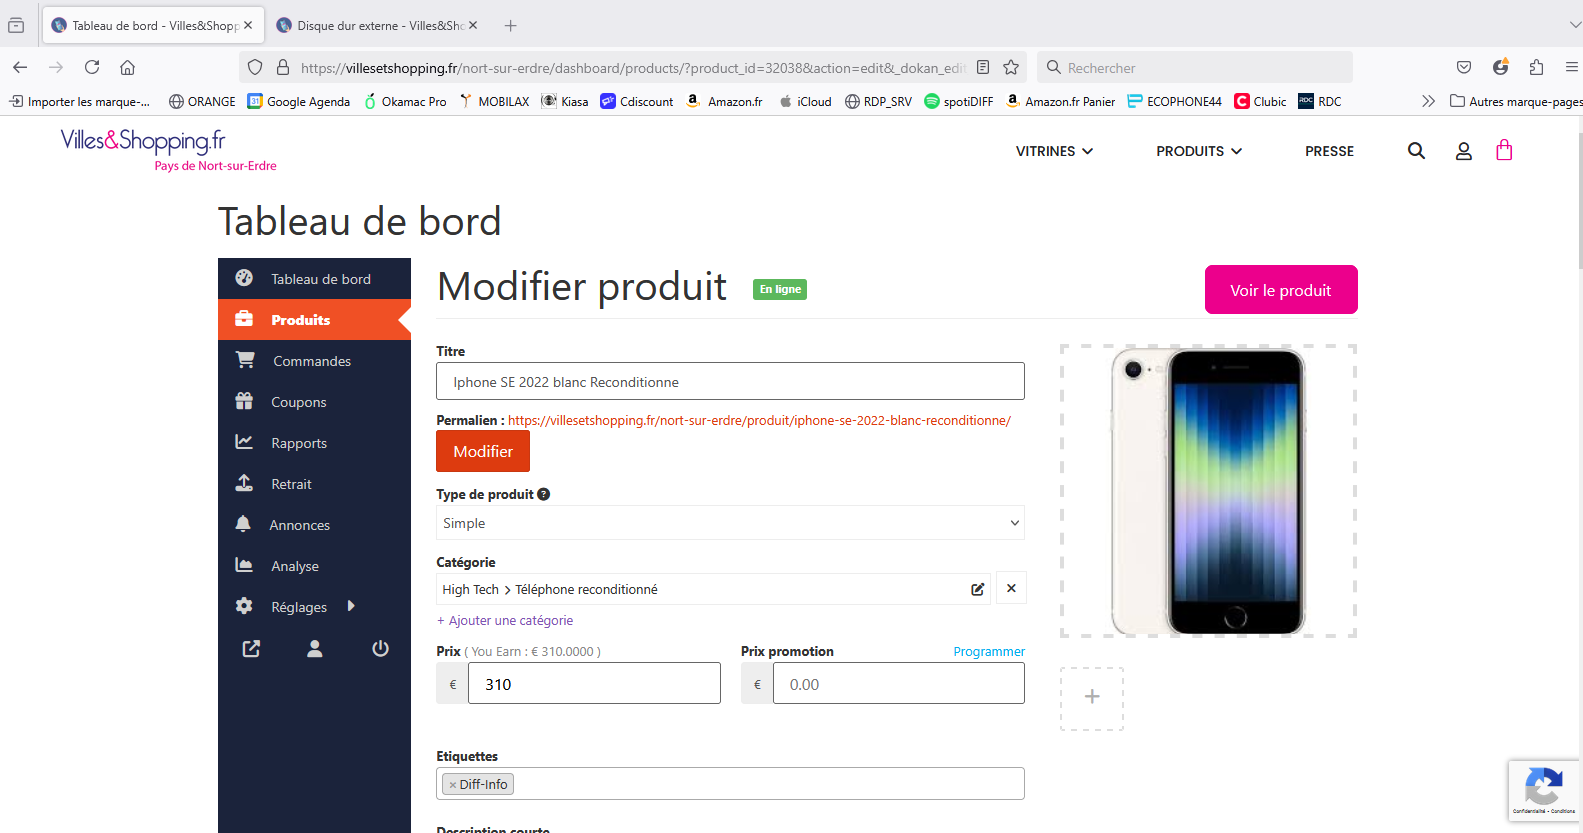 Tableau de bord - Villes&Shopp
Disque dur externe - Villes&Sho
https://villesetshopping.fr/nort-sur-erdre/dashboard/products/?product_id=32038&action=edit&_dokan_edit
Rechercher
Importer les marque-...
ORANGE
Google Agenda
Okamac Pro
MOBILAX
Kiasa
Cdiscount
Amazon.fr
iCloud
RDP_SRV
spotiDIFF
Amazon.fr Panier
ECOPHONE44
Clubic
RDC
Autres marque-pages
Villes&Shopping.fr
Pays de Nort-sur-Erdre
VITRINES
PRODUITS
PRESSE
Tableau de bord
Tableau de bord
Produits
Commandes
Coupons
Rapports
Retrait
Annonces
Analyse
Réglages
Modifier produit
En ligne
Voir le produit
Titre
Iphone SE 2022 blanc Reconditionne
Permalien : https://villesetshopping.fr/nort-sur-erdre/produit/iphone-se-2022-blanc-reconditionne/
Modifier
Type de produit
Simple
Catégorie
High Tech > Téléphone reconditionné
+ Ajouter une catégorie
Prix ( You Earn : € 310.0000 )
€ 310
Prix promotion
Programmer
€ 0.00
Etiquettes
× Diff-Info
Description courte
Confidentialité - Conditions